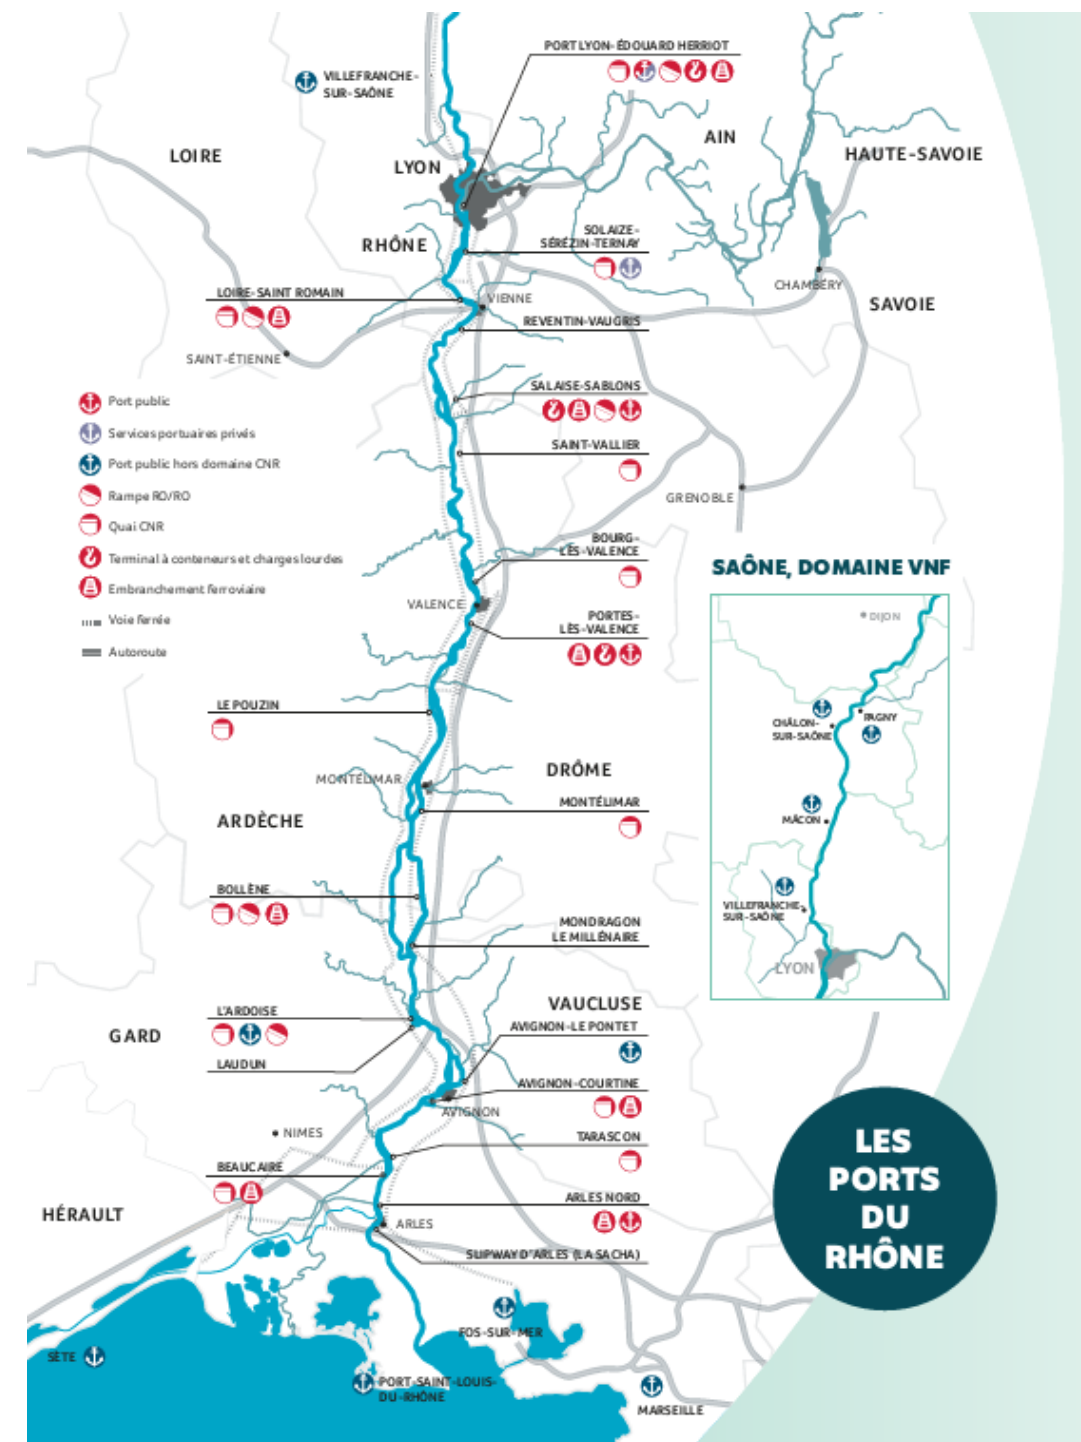 PORT LYON-ÉDOUARD HERRIOT
VILLEFRANCHE-
SUR-SAÔNE
AIN
LOIRE
HAUTE-SAVOIE
LYON
SOLAIZE-
SÉRÉZIN-TERNAY
RHÔNE
CHAMBÉRY
LOIRE-SAINT ROMAIN
VIENNE
SAVOIE
REVENTIN-VAUGRIS
SAINT-ÉTIENNE
SALAISE-SABLONS
Port public
Services portuaires privés
Port public hors domaine CNR
Rampe RO/RO
Quai CNR
Terminal à conteneurs et charges lourdes
Embranchement ferroviaire
Voie ferrée
Autoroute
SAINT-VALLIER
GRENOBLE
BOURG-
LÈS-VALENCE
SAÔNE, DOMAINE VNF
VALENCE
PORTES-
LÈS-VALENCE
DIJON
LE POUZIN
PAGNY
CHÂLON-
SUR-SAÔNE
MONTÉLIMAR
DRÔME
MONTÉLIMAR
ARDÈCHE
MÂCON
BOLLÈNE
VILLEFRANCHE-
SUR-SAÔNE
MONDRAGON
LE MILLÉNAIRE
LYON
VAUCLUSE
L'ARDOISE
AVIGNON-LE PONTET
GARD
LAUDUN
AVIGNON-COURTINE
AVIGNON
NIMES
TARASCON
BEAUCAIRE
ARLES NORD
HÉRAULT
ARLES
SLIPWAY D'ARLES (LA SACHA)
LES
PORTS
DU
RHÔNE
FOS-SUR-MER
SÈTE
PORT-SAINT-LOUIS-
DU-RHÔNE
MARSEILLE